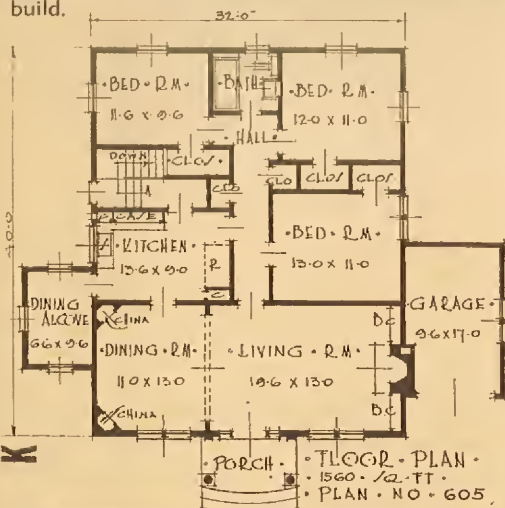 build.
32'-0"
BED • RM
11-6 x 9-6
BATH
BED • RM
12-0 x 11-0
HALL
DOWN
CLOS
CLO
CLO
CLOS
CLOS
CASE
KITCHEN
13-6 x 9-0
R
C
BED • RM
13-0 x 11-0
DINING
ALCOVE
6-6 x 9-6
CHINA
DINING • RM
11-0 x 13-0
CHINA
LIVING • RM
19-6 x 13-0
BC
BC
GARAGE
9-6 x 17-0
PORCH
K
• FLOOR • PLAN •
• 1560 • SQ • FT •
• PLAN • NO • 605.